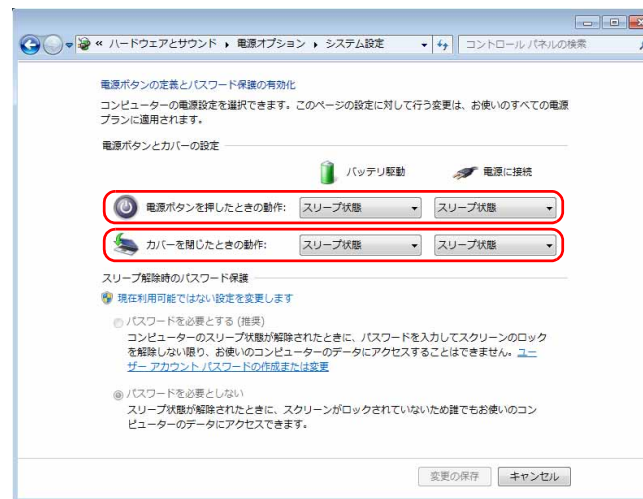 « ハードウェアとサウンド ▸ 電源オプション ▸ システム設定 コントロール パネルの検索
電源ボタンの定義とパスワード保護の有効化
コンピューターの電源設定を選択できます。このページの設定に対して行う変更は、お使いのすべての電源
プランに適用されます。
電源ボタンとカバーの設定
バッテリ駆動 電源に接続
電源ボタンを押したときの動作: スリープ状態 スリープ状態
カバーを閉じたときの動作: スリープ状態 スリープ状態
スリープ解除時のパスワード保護
現在利用可能ではない設定を変更します
パスワードを必要とする (推奨)
コンピューターのスリープ状態が解除されたときに、パスワードを入力してスクリーンのロック
を解除しない限り、お使いのコンピューターのデータにアクセスすることはできません。ユー
ザー アカウント パスワードの作成または変更
パスワードを必要としない
スリープ状態が解除されたときに、スクリーンがロックされていないため誰でもお使いのコン
ピューターのデータにアクセスできます。
変更の保存 キャンセル